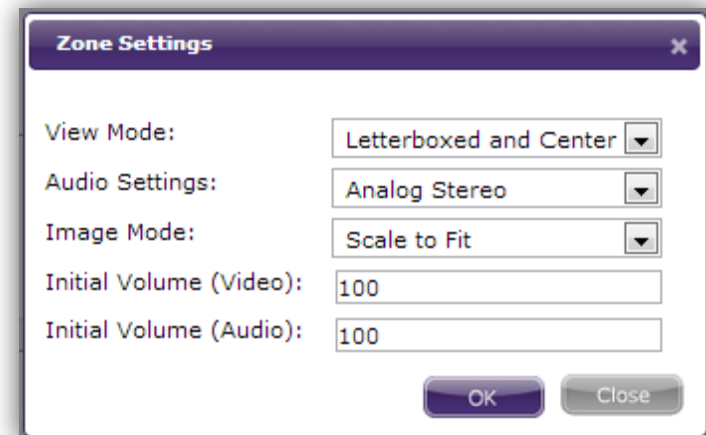 Zone Settings
View Mode: Letterboxed and Center
Audio Settings: Analog Stereo
Image Mode: Scale to Fit
Initial Volume (Video): 100
Initial Volume (Audio): 100
OK Close